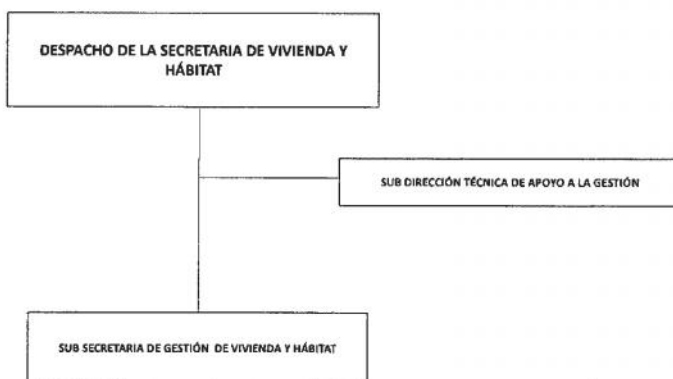 DESPACHO DE LA SECRETARIA DE VIVIENDA Y
HÁBITAT
SUB DIRECCIÓN TÉCNICA DE APOYO A LA GESTIÓN
SUB SECRETARIA DE GESTIÓN DE VIVIENDA Y HÁBITAT